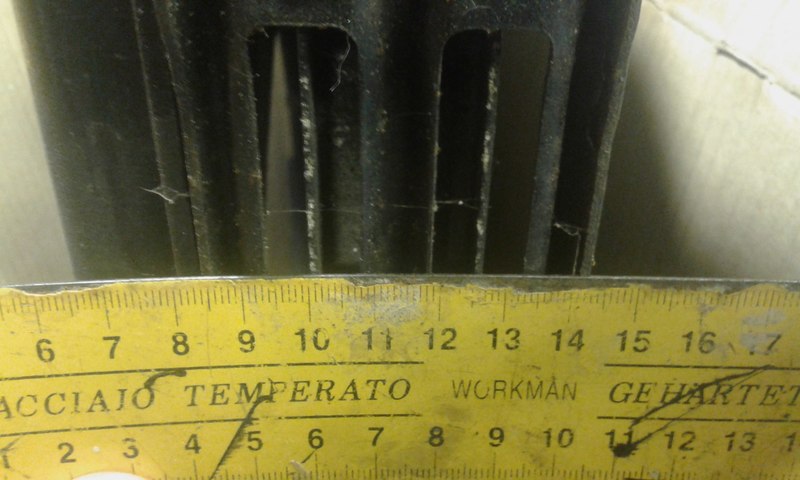 6 7 8 9 10 11 12 13 14 15 16 17
ACCIAJO TEMPERATO WORKMAN GEHARTET
1 2 3 4 5 6 7 8 9 10 11 12 13